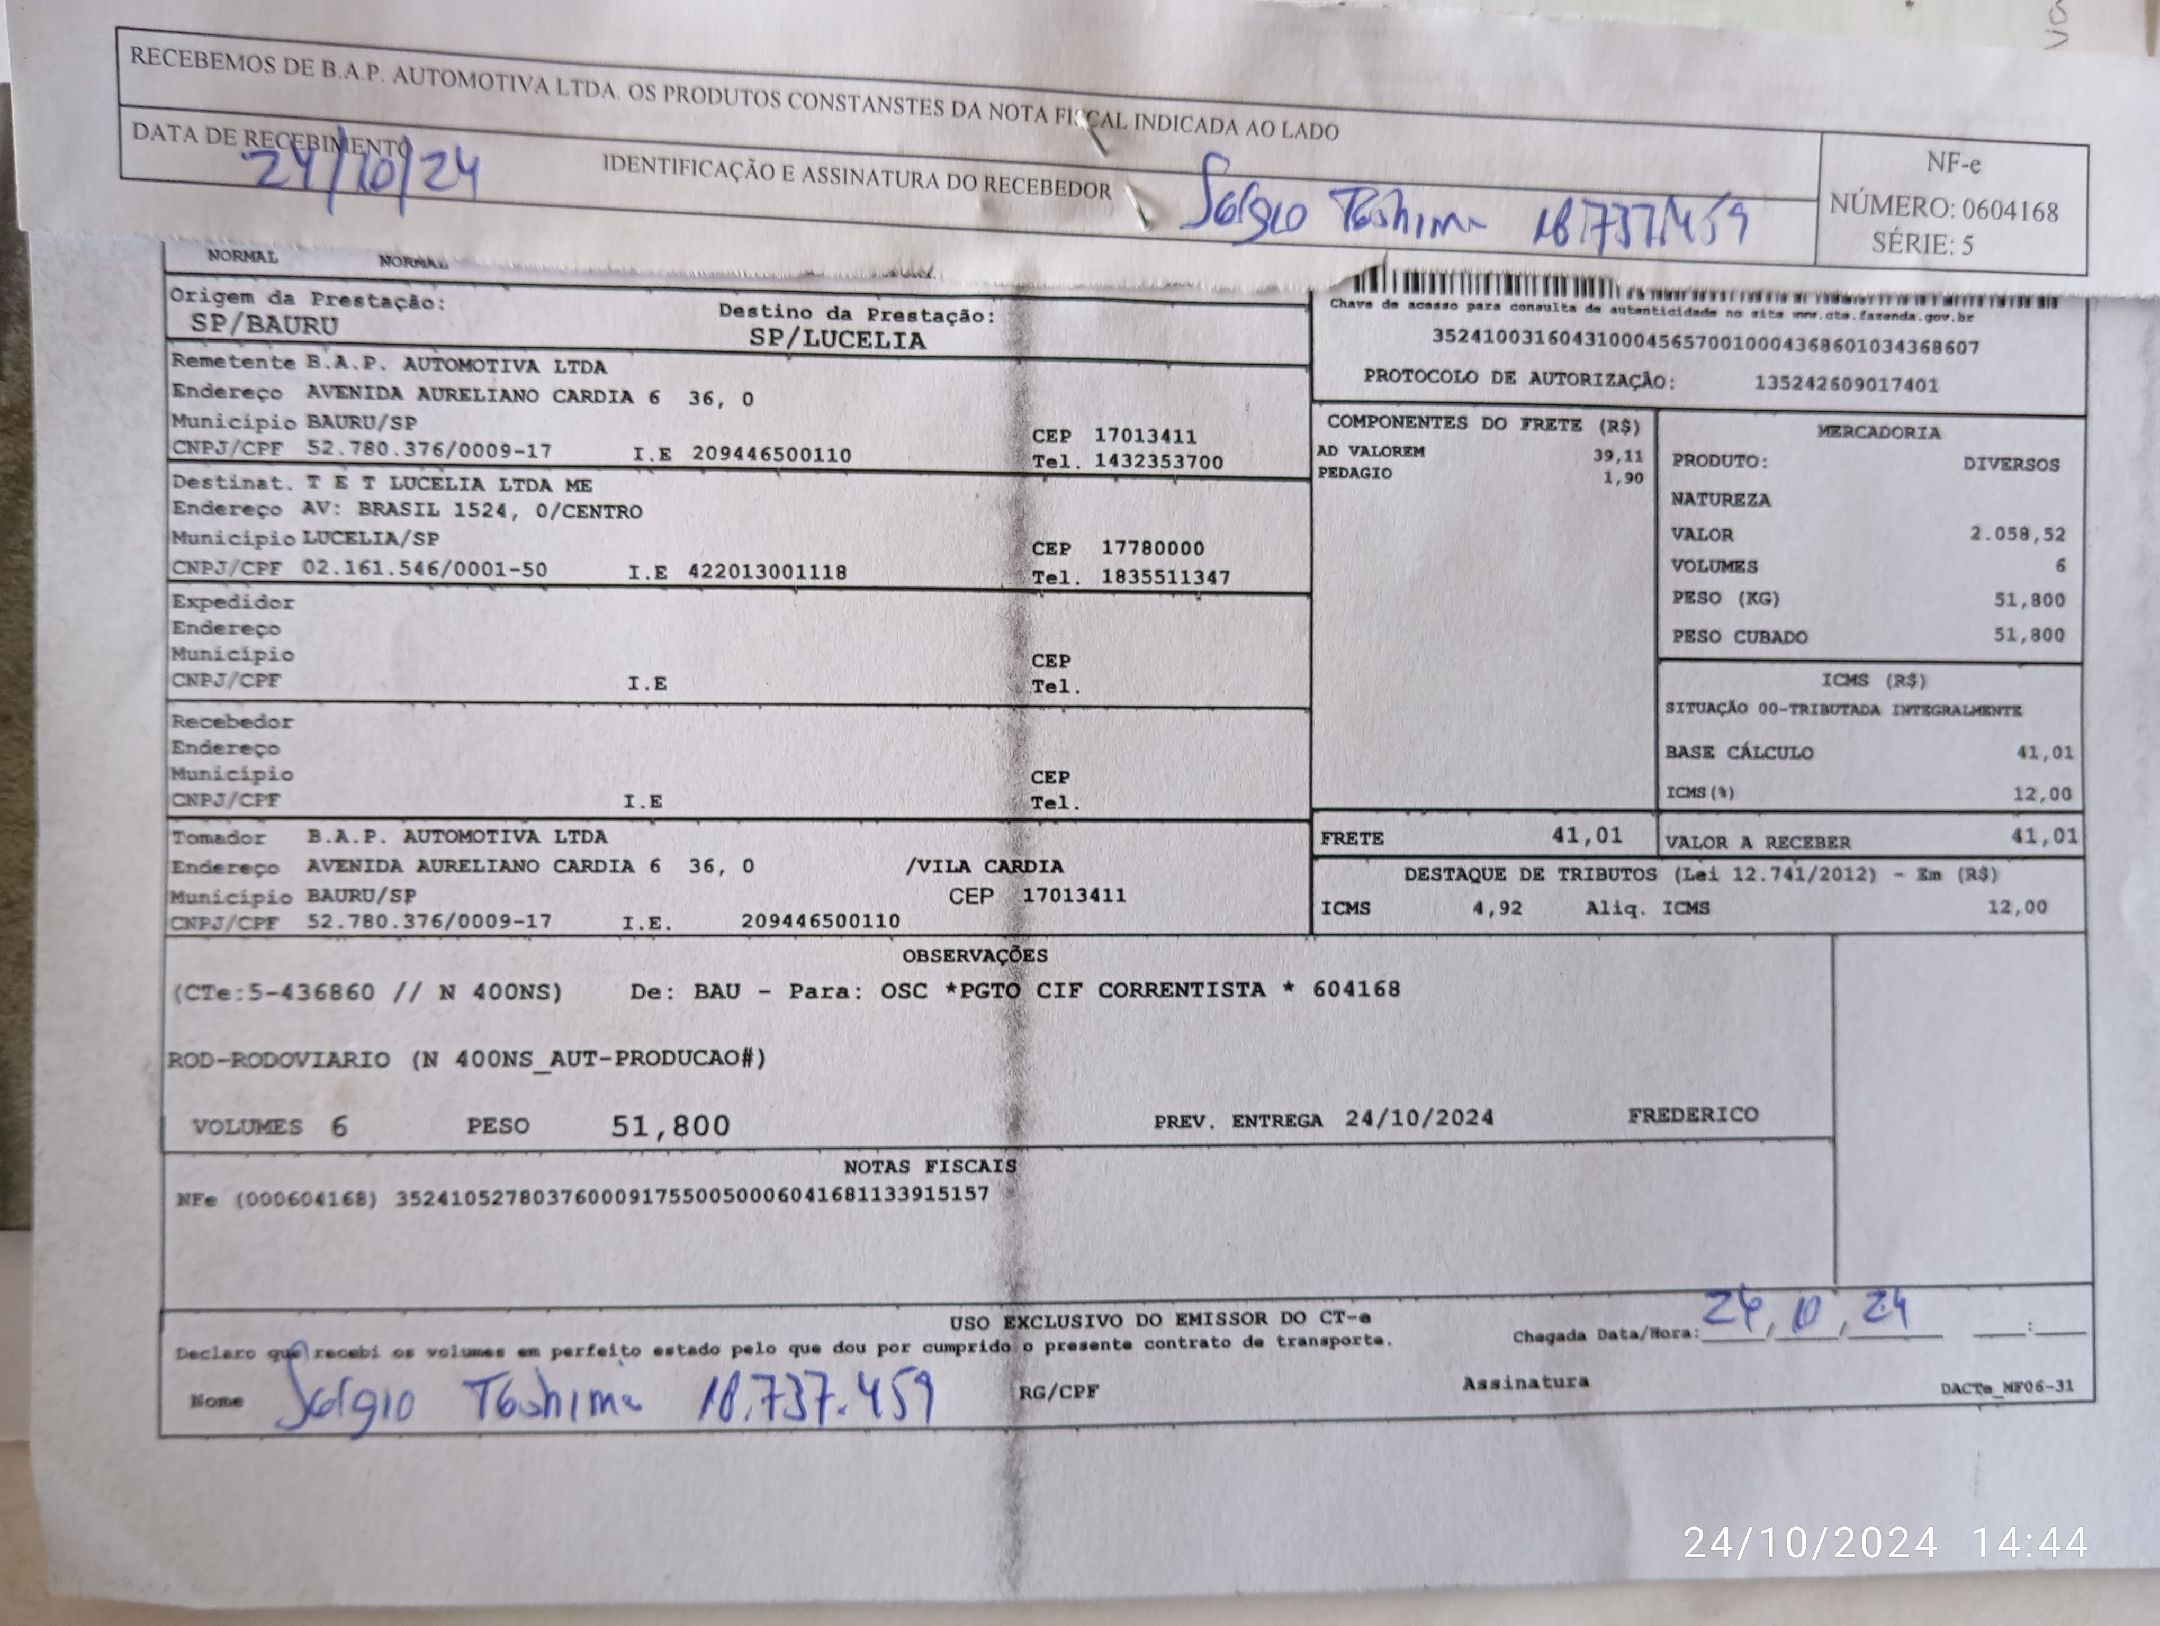 RECEBEMOS DE B.A.P. AUTOMOTIVA LTDA. OS PRODUTOS CONSTANSTES DA NOTA FISCAL INDICADA AO LADO
DATA DE RECEBIMENTO
24/10/24
IDENTIFICAÇÃO E ASSINATURA DO RECEBEDOR
Sérgio Toshima 18.737.459
NF-e
NÚMERO: 0604168
SÉRIE: 5
NORMAL NORMAL
Origem da Prestação:
SP/BAURU
Destino da Prestação:
SP/LUCELIA
Chave de acesso para consulta de autenticidade no site www.cte.fazenda.gov.br
35241003160431000456570010004368601034368607
PROTOCOLO DE AUTORIZAÇÃO: 135242609017401
Remetente B.A.P. AUTOMOTIVA LTDA
Endereço AVENIDA AURELIANO CARDIA 6 36, 0
Município BAURU/SP CEP 17013411
CNPJ/CPF 52.780.376/0009-17 I.E 209446500110 Tel. 1432353700
Destinat. T E T LUCELIA LTDA ME
Endereço AV: BRASIL 1524, 0/CENTRO
Município LUCELIA/SP CEP 17780000
CNPJ/CPF 02.161.546/0001-50 I.E 422013001118 Tel. 1835511347
Expedidor
Endereço
Município CEP
CNPJ/CPF I.E Tel.
Recebedor
Endereço
Município CEP
CNPJ/CPF I.E Tel.
Tomador B.A.P. AUTOMOTIVA LTDA
Endereço AVENIDA AURELIANO CARDIA 6 36, 0 /VILA CARDIA
Município BAURU/SP CEP 17013411
CNPJ/CPF 52.780.376/0009-17 I.E. 209446500110
COMPONENTES DO FRETE (R$)
AD VALOREM 39,11
PEDAGIO 1,90
MERCADORIA
PRODUTO: DIVERSOS
NATUREZA
VALOR 2.058,52
VOLUMES 6
PESO (KG) 51,800
PESO CUBADO 51,800
ICMS (R$)
SITUAÇÃO 00-TRIBUTADA INTEGRALMENTE
BASE CÁLCULO 41,01
ICMS(%) 12,00
FRETE 41,01
VALOR A RECEBER 41,01
DESTAQUE DE TRIBUTOS (Lei 12.741/2012) - Em (R$)
ICMS 4,92 Aliq. ICMS 12,00
OBSERVAÇÕES
(CTe:5-436860 // N 400NS) De: BAU - Para: OSC *PGTO CIF CORRENTISTA * 604168
ROD-RODOVIARIO (N 400NS_AUT-PRODUCAO#)
VOLUMES 6 PESO 51,800 PREV. ENTREGA 24/10/2024 FREDERICO
NOTAS FISCAIS
NFe (000604168) 35241052780376000917550050006041681133915157
USO EXCLUSIVO DO EMISSOR DO CT-e
Declaro que recebi os volumes em perfeito estado pelo que dou por cumprido o presente contrato de transporte.
Chegada Data/Hora: 24/10/24 __:__
Nome Sérgio Toshima 18.737.459 RG/CPF Assinatura DACTe_MF06-31
24/10/2024 14:44